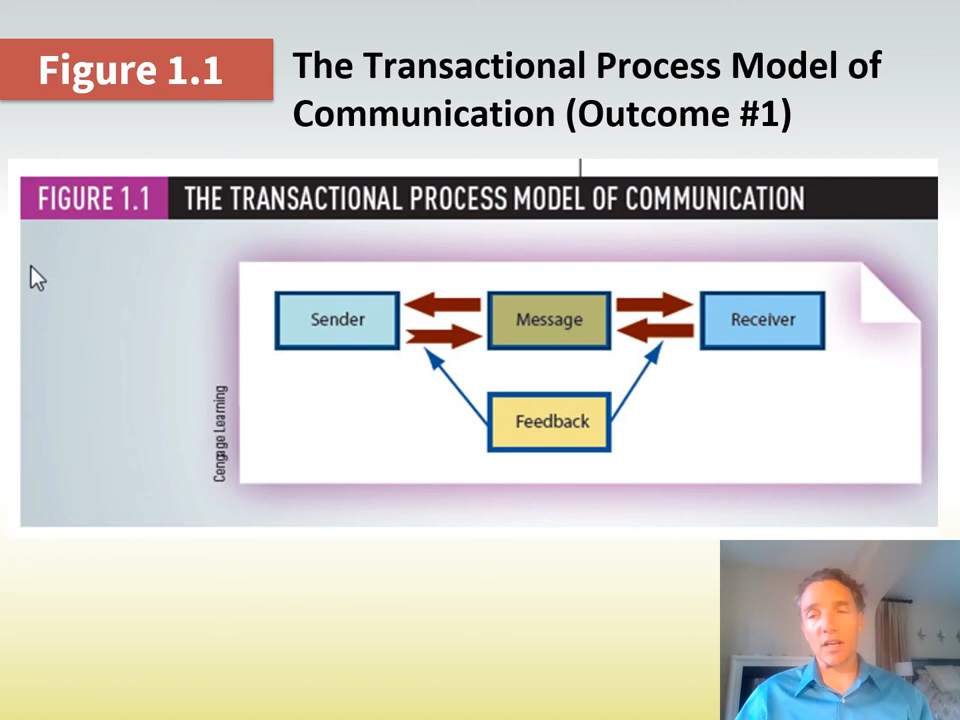 Figure 1.1
The Transactional Process Model of
Communication (Outcome #1)
FIGURE 1.1 THE TRANSACTIONAL PROCESS MODEL OF COMMUNICATION
Sender Message Receiver
Feedback
Cengage Learning